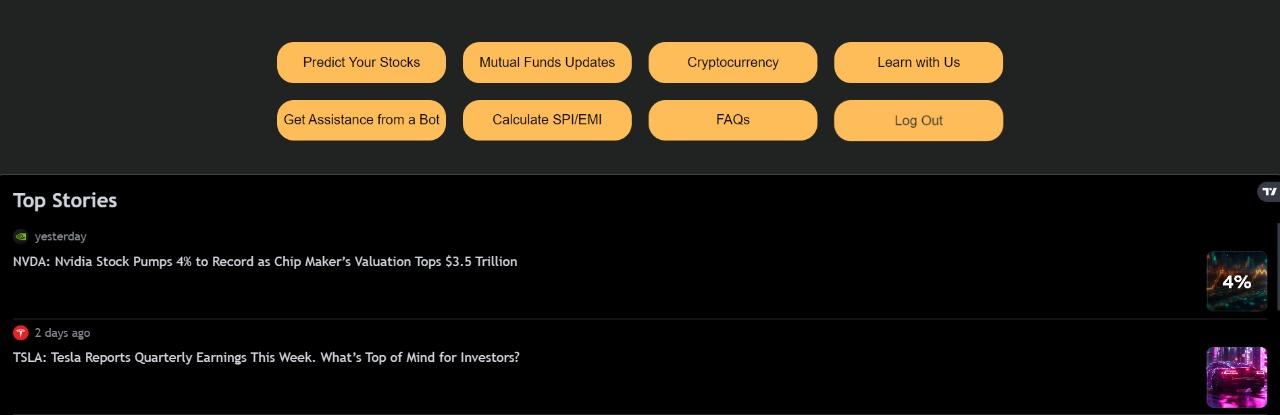 Predict Your Stocks
Mutual Funds Updates
Cryptocurrency
Learn with Us
Get Assistance from a Bot
Calculate SPI/EMI
FAQs
Log Out
Top Stories
yesterday
NVDA: Nvidia Stock Pumps 4% to Record as Chip Maker's Valuation Tops $3.5 Trillion
4%
2 days ago
TSLA: Tesla Reports Quarterly Earnings This Week. What's Top of Mind for Investors?